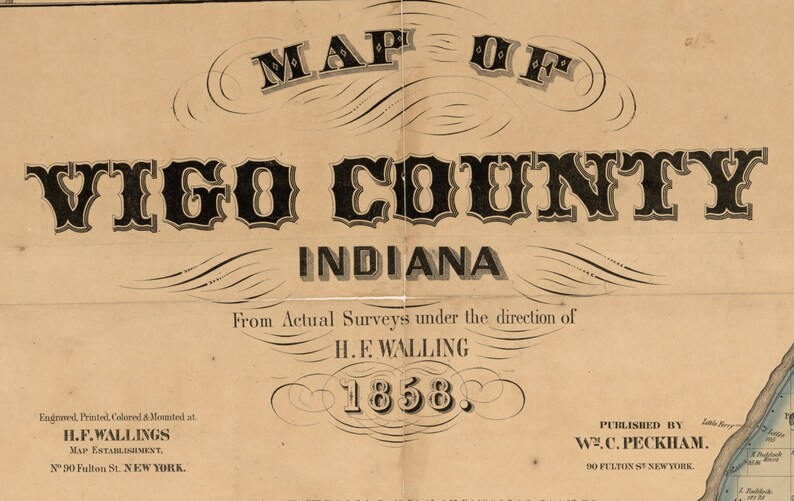 MAP OF
VIGO COUNTY
INDIANA
From Actual Surveys under the direction of
H. F. WALLING
1858.
Engraved, Printed, Colored & Mounted at
H. F. WALLINGS
MAP ESTABLISHMENT,
No 90 Fulton St. NEW YORK.
PUBLISHED BY
WM. C. PECKHAM.
90 FULTON ST NEW YORK.
Little Ferry
J. Paddock
L. Paddock